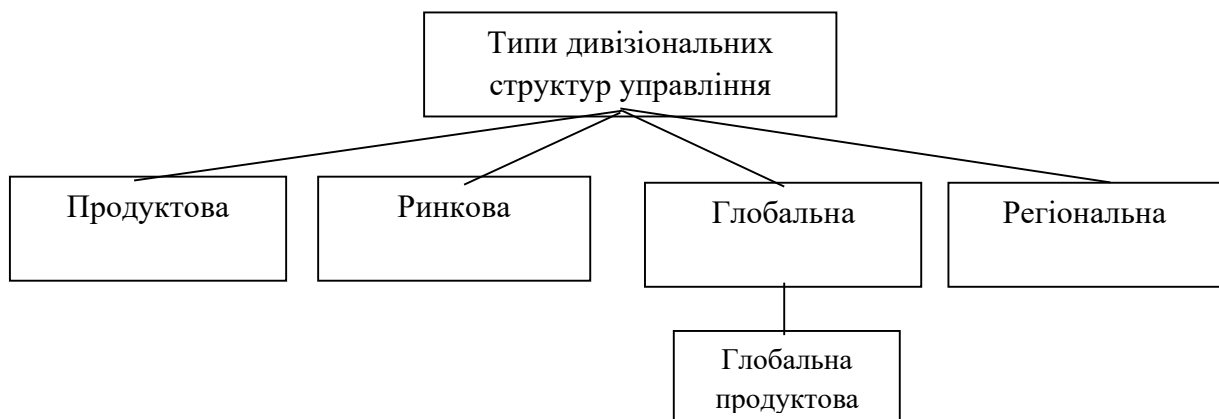 Типи дивізіональних
структур управління
Продуктова
Ринкова
Глобальна
Регіональна
Глобальна
продуктова